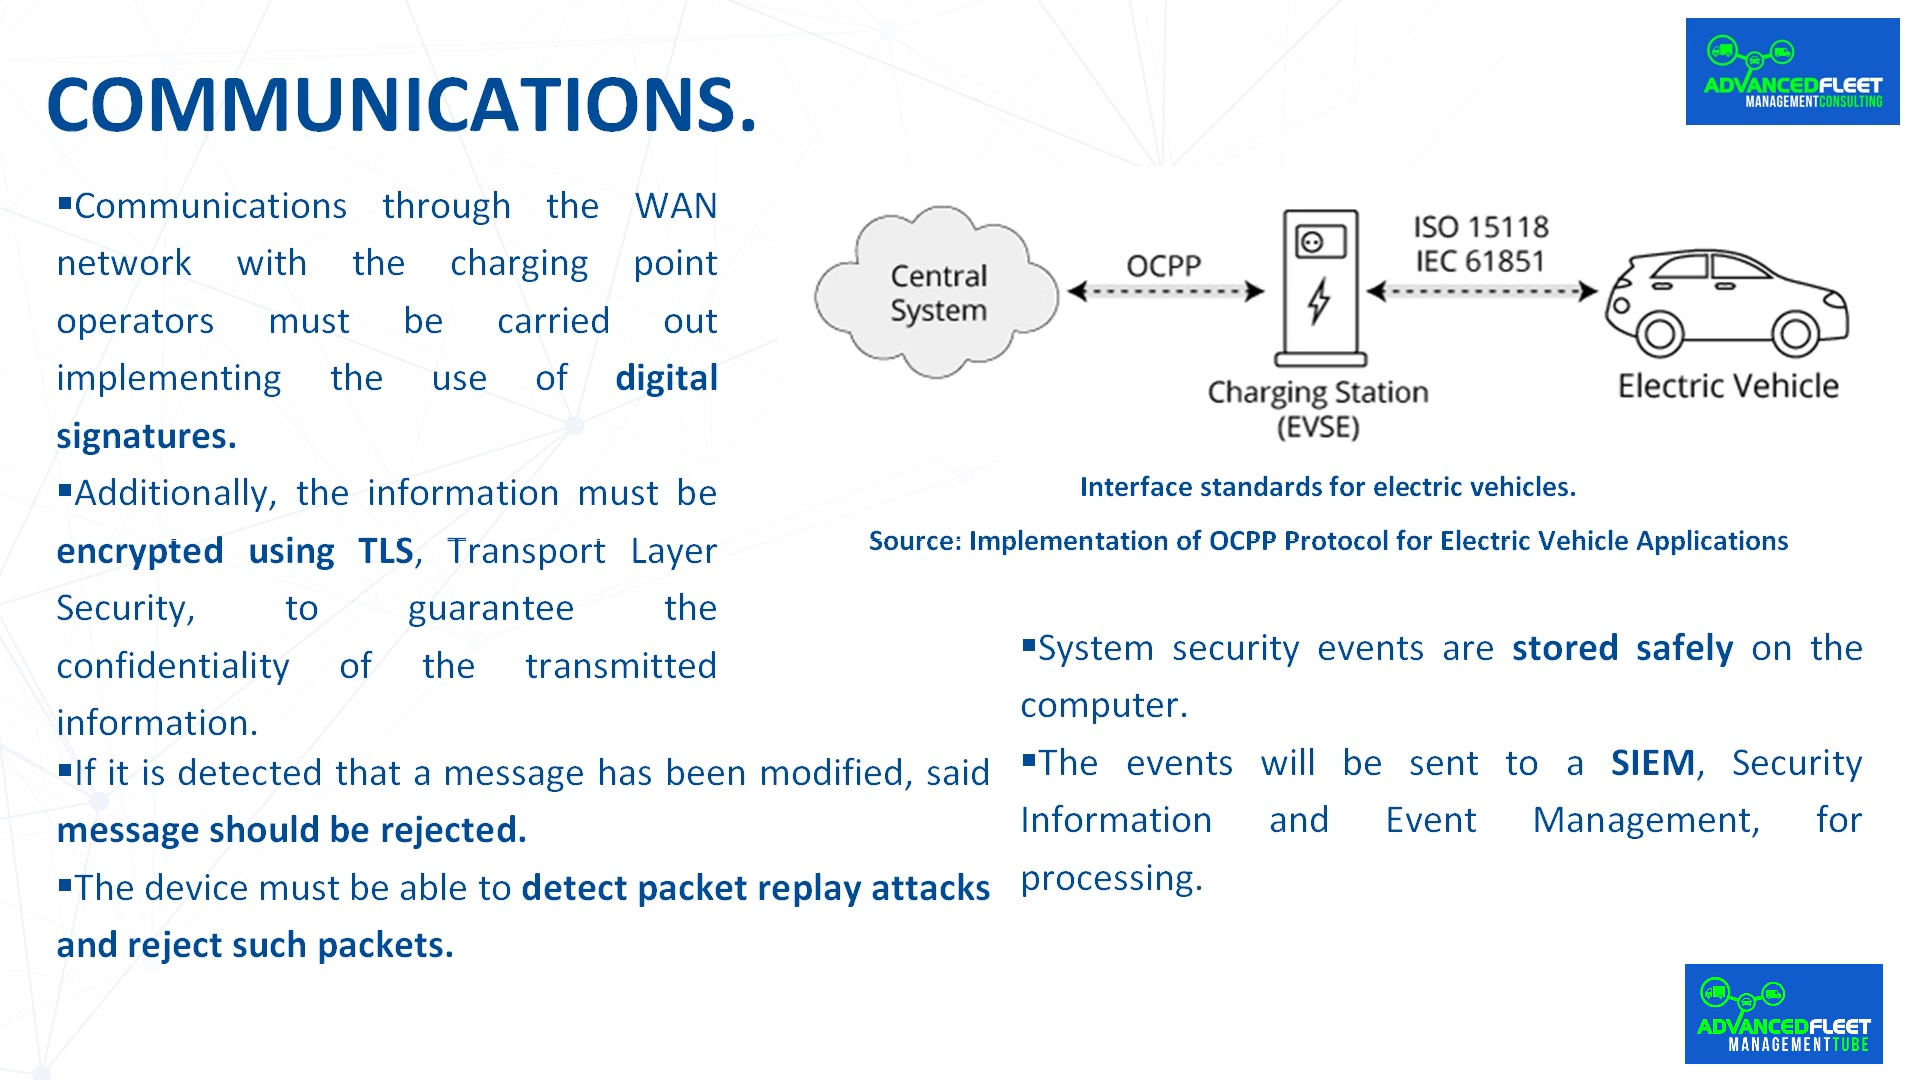 COMMUNICATIONS.
ADVANCEDFLEET
MANAGEMENTCONSULTING
▪Communications through the WAN
network with the charging point
operators must be carried out
implementing the use of digital
signatures.
▪Additionally, the information must be
encrypted using TLS, Transport Layer
Security, to guarantee the
confidentiality of the transmitted
information.
▪If it is detected that a message has been modified, said
message should be rejected.
▪The device must be able to detect packet replay attacks
and reject such packets.
Central
System
OCPP
Charging Station
(EVSE)
ISO 15118
IEC 61851
Electric Vehicle
Interface standards for electric vehicles.
Source: Implementation of OCPP Protocol for Electric Vehicle Applications
▪System security events are stored safely on the
computer.
▪The events will be sent to a SIEM, Security
Information and Event Management, for
processing.
ADVANCEDFLEET
MANAGEMENTTUBE